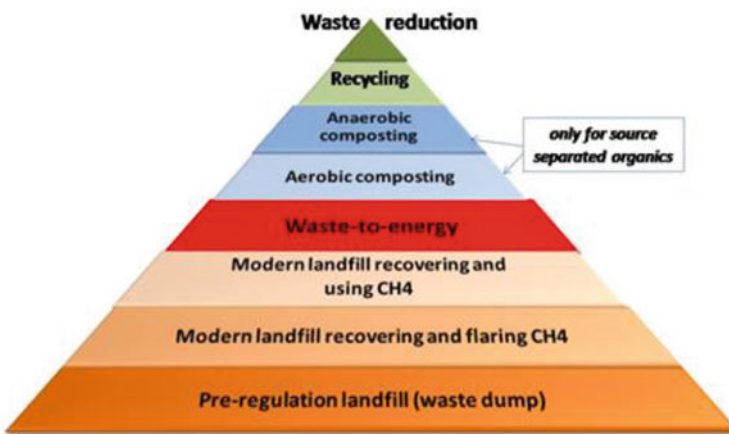 Waste reduction
Recycling
Anaerobic
composting
only for source
separated organics
Aerobic composting
Waste-to-energy
Modern landfill recovering and
using CH4
Modern landfill recovering and flaring CH4
Pre-regulation landfill (waste dump)